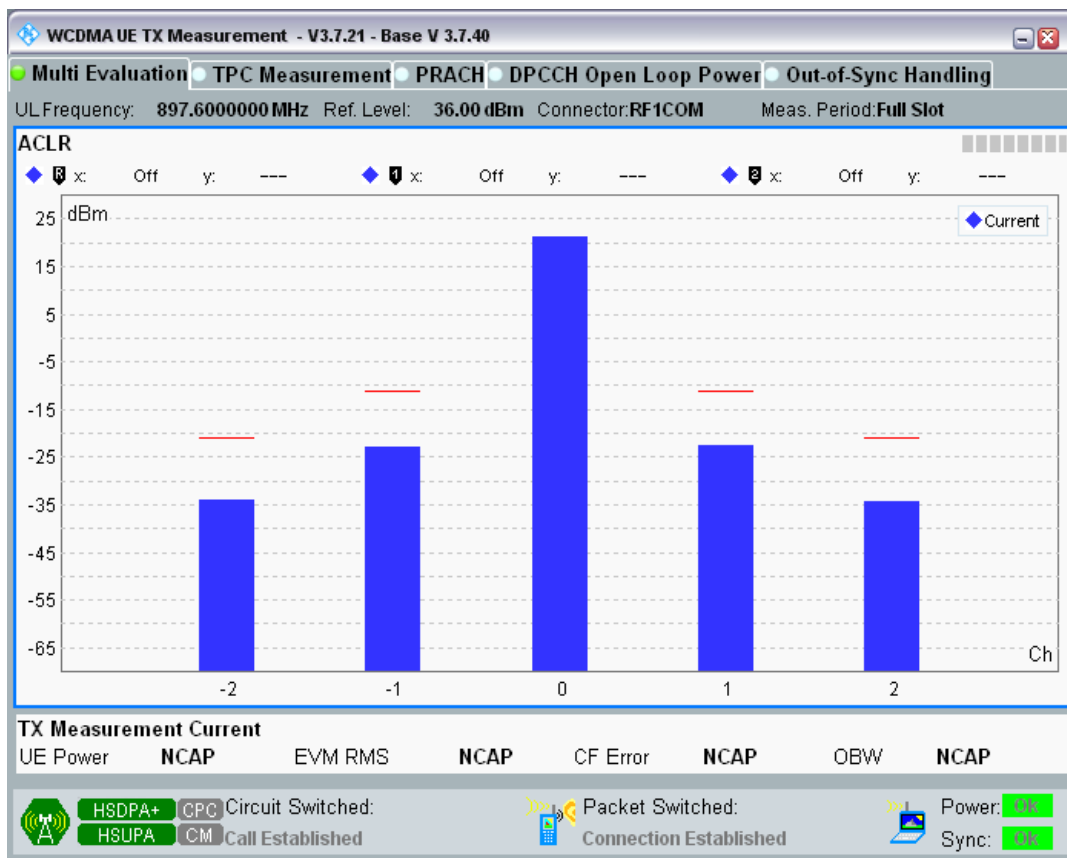 WCDMA UE TX Measurement - V3.7.21 - Base V 3.7.40
Multi Evaluation TPC Measurement PRACH DPCCH Open Loop Power Out-of-Sync Handling
UL Frequency: 897.6000000 MHz Ref. Level: 36.00 dBm Connector:RF1COM Meas. Period:Full Slot
ACLR
R x: Off y: --- 1 x: Off y: --- 2 x: Off y: ---
dBm
Current
25
15
5
-5
-15
-25
-35
-45
-55
-65
Ch
-2 -1 0 1 2
TX Measurement Current
UE Power NCAP EVM RMS NCAP CF Error NCAP OBW NCAP
HSDPA+ CPC Circuit Switched: Packet Switched: Power: Ok
HSUPA CM Call Established Connection Established Sync: Ok